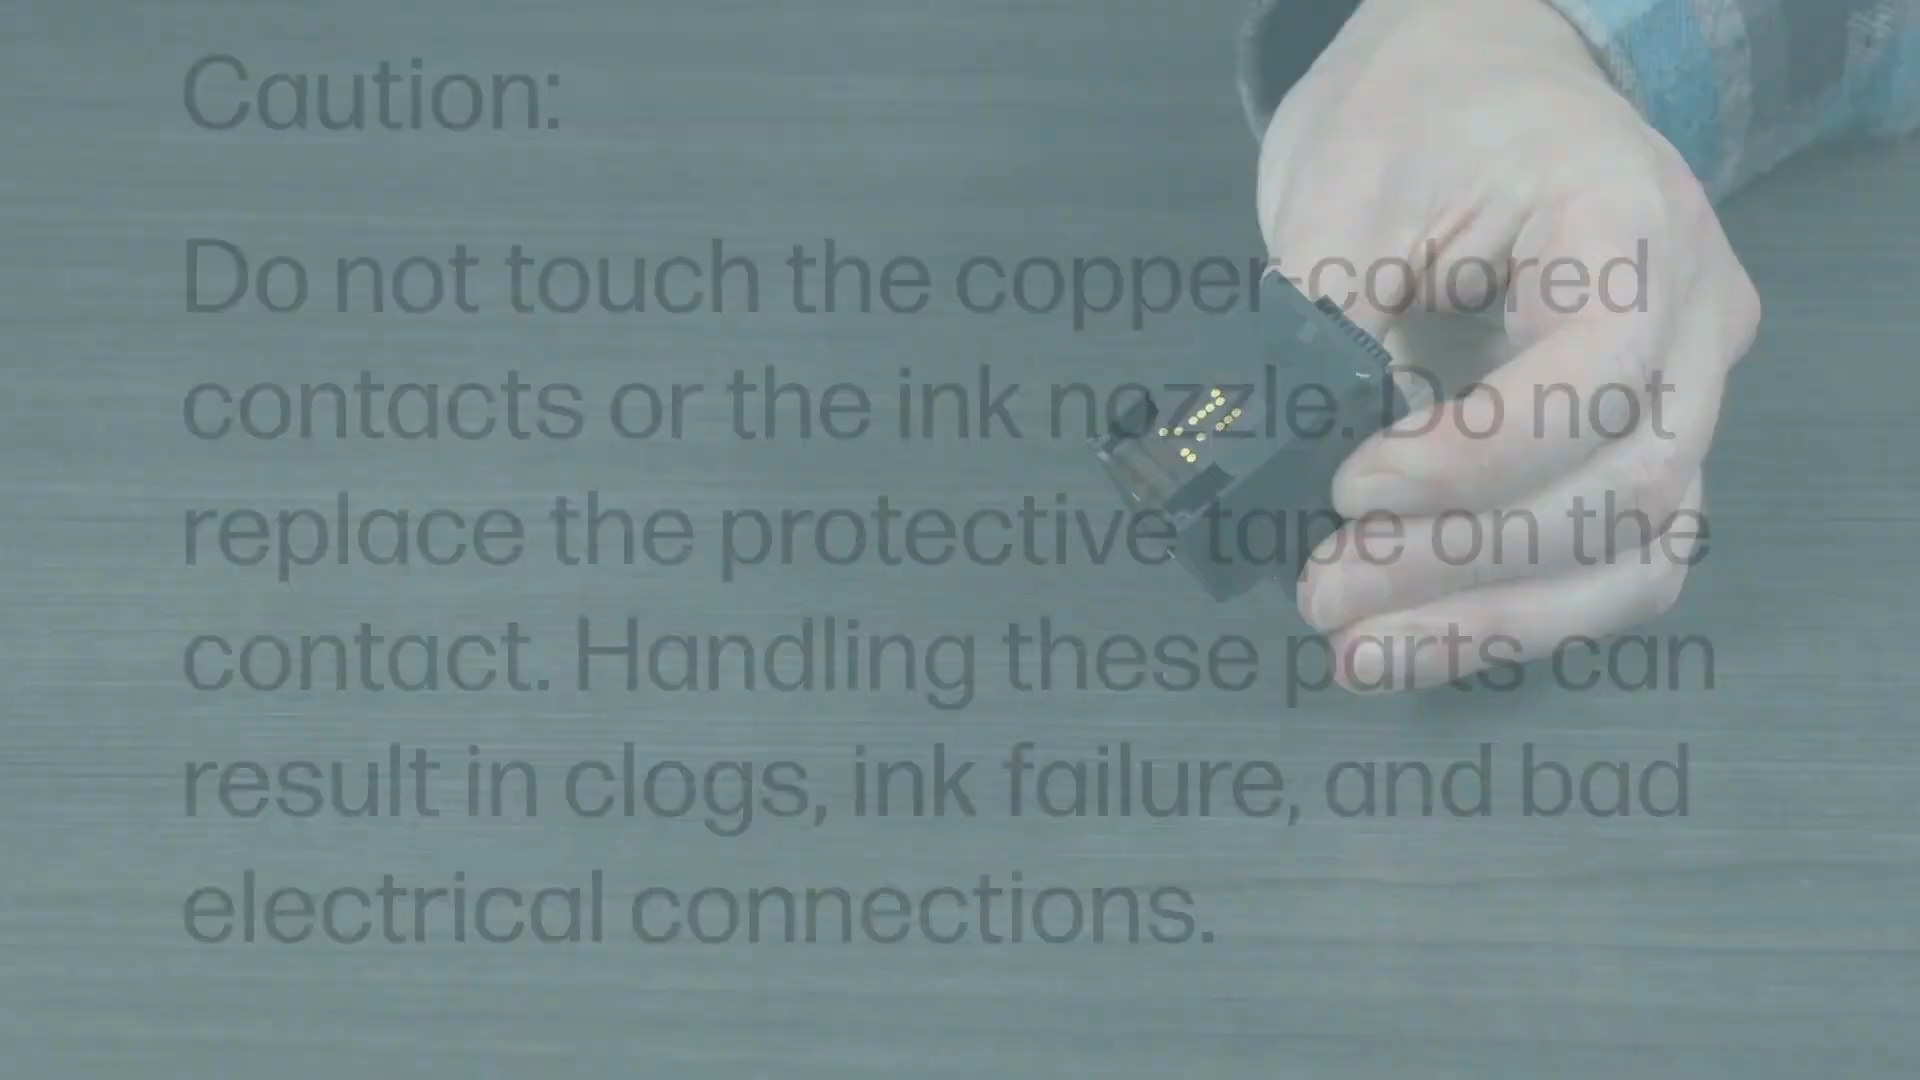 Caution:
Do not touch the copper-colored
contacts or the ink nozzle. Do not
replace the protective tape on the
contact. Handling these parts can
result in clogs, ink failure, and bad
electrical connections.